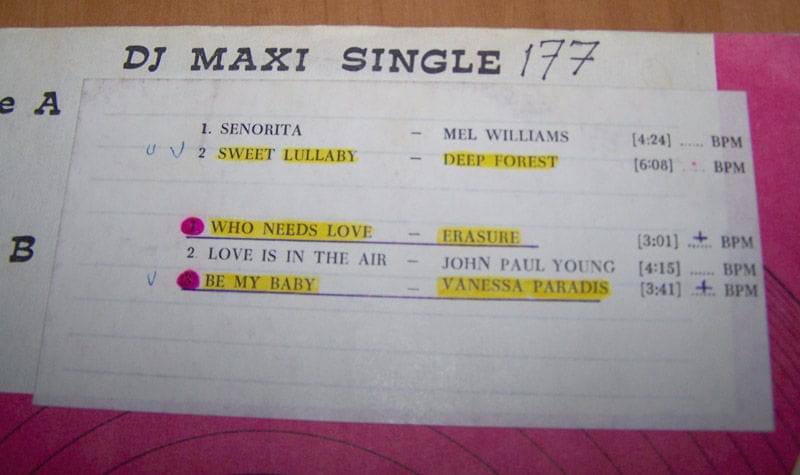 DJ MAXI SINGLE 177
e A
1. SENORITA – MEL WILLIAMS [4:24] ...... BPM
2 SWEET LULLABY – DEEP FOREST [6:08] ...... BPM
B
1. WHO NEEDS LOVE – ERASURE [3:01] ...... BPM
2. LOVE IS IN THE AIR – JOHN PAUL YOUNG [4:15] ...... BPM
3. BE MY BABY – VANESSA PARADIS [3:41] ...... BPM